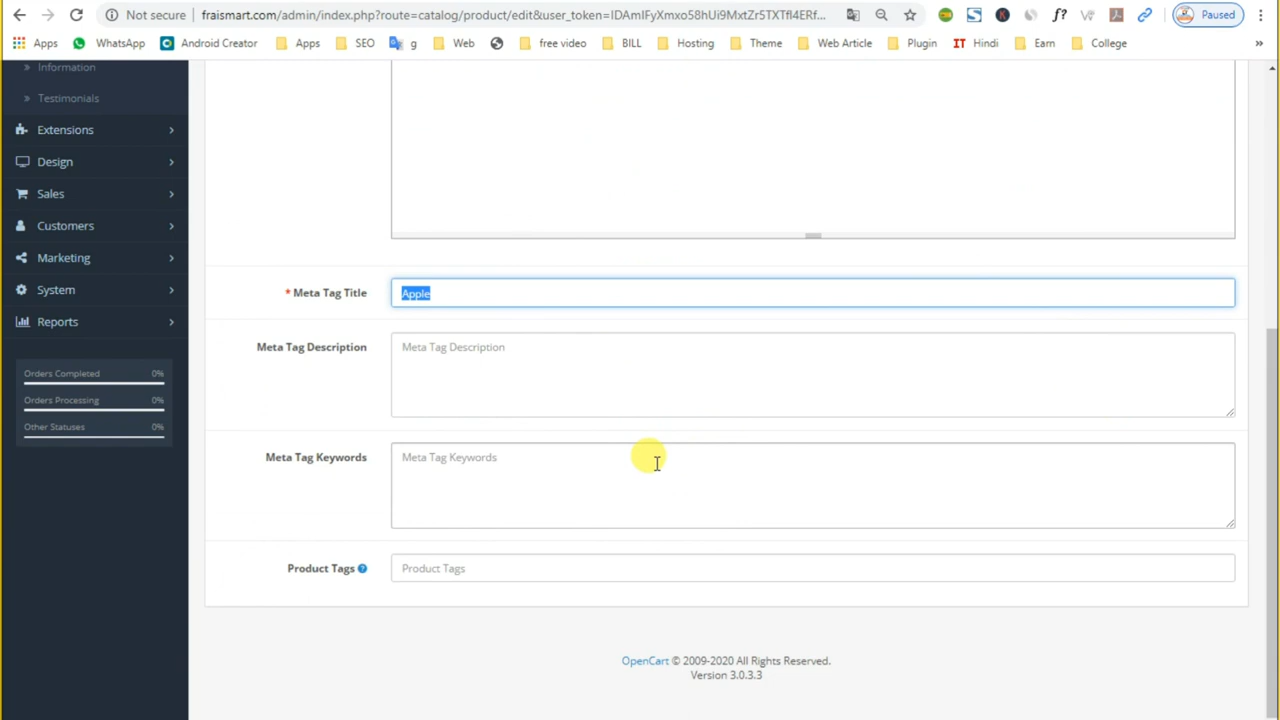 Not secure
fraismart.com/admin/index.php?route=catalog/product/edit&user_token=IDAmIFyXmxo58hUi9MxtZr5TXTfl4ERf...
Paused
Apps
WhatsApp
Android Creator
Apps
SEO
g
Web
free video
BILL
Hosting
Theme
Web Article
Plugin
IT Hindi
Earn
College
»
» Information
» Testimonials
Extensions
Design
Sales
Customers
Marketing
System
Reports
Orders Completed 0%
Orders Processing 0%
Other Statuses 0%
* Meta Tag Title
Apple
Meta Tag Description
Meta Tag Description
Meta Tag Keywords
Meta Tag Keywords
Product Tags
Product Tags
OpenCart © 2009-2020 All Rights Reserved.
Version 3.0.3.3